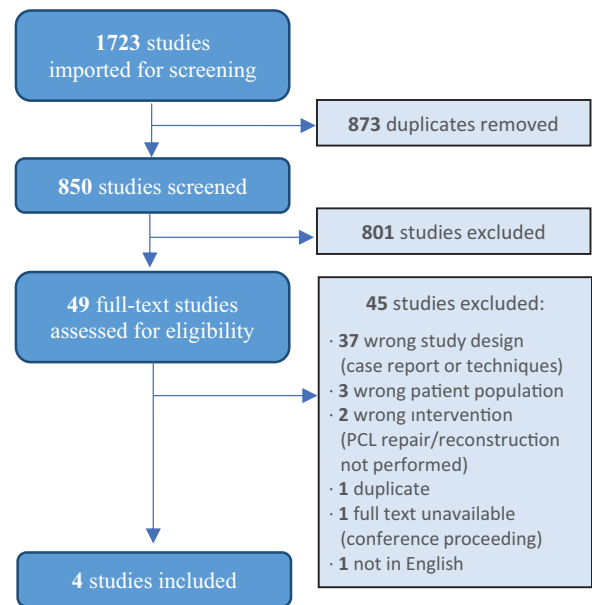 1723 studies
imported for screening
873 duplicates removed
850 studies screened
801 studies excluded
49 full-text studies
assessed for eligibility
45 studies excluded:
· 37 wrong study design
(case report or techniques)
· 3 wrong patient population
· 2 wrong intervention
(PCL repair/reconstruction
not performed)
· 1 duplicate
· 1 full text unavailable
(conference proceeding)
· 1 not in English
4 studies included